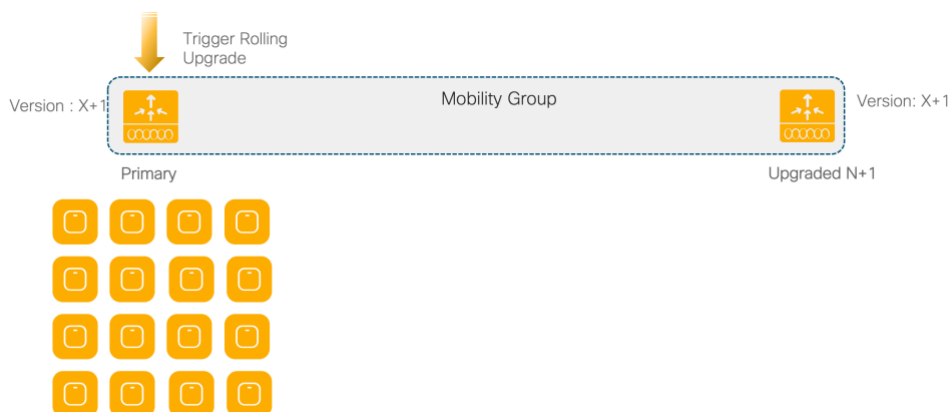 Trigger Rolling
Upgrade
Mobility Group
Version : X+1
Version: X+1
Primary
Upgraded N+1